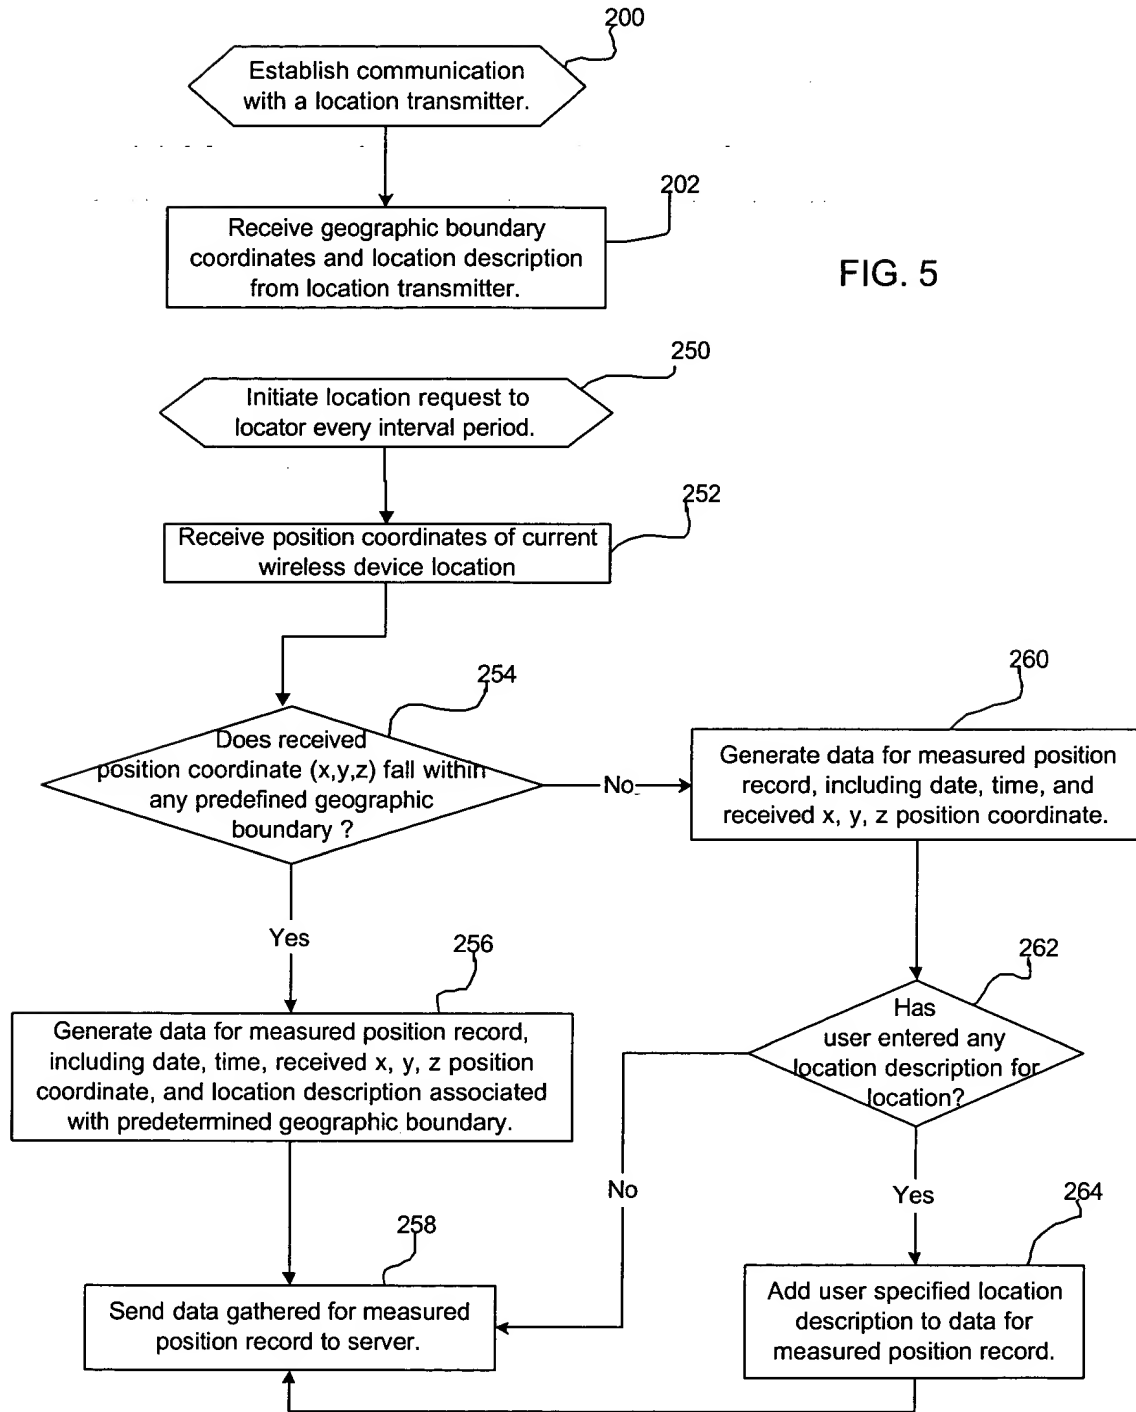 200
Establish communication
with a location transmitter.
202
Receive geographic boundary
coordinates and location description
from location transmitter.
FIG. 5
250
Initiate location request to
locator every interval period.
252
Receive position coordinates of current
wireless device location
254
Does received
position coordinate (x,y,z) fall within
any predefined geographic
boundary ?
No
260
Generate data for measured position
record, including date, time, and
received x, y, z position coordinate.
Yes
256
Generate data for measured position record,
including date, time, received x, y, z position
coordinate, and location description associated
with predetermined geographic boundary.
262
Has
user entered any
location description for
location?
No
Yes
258
Send data gathered for measured
position record to server.
264
Add user specified location
description to data for
measured position record.